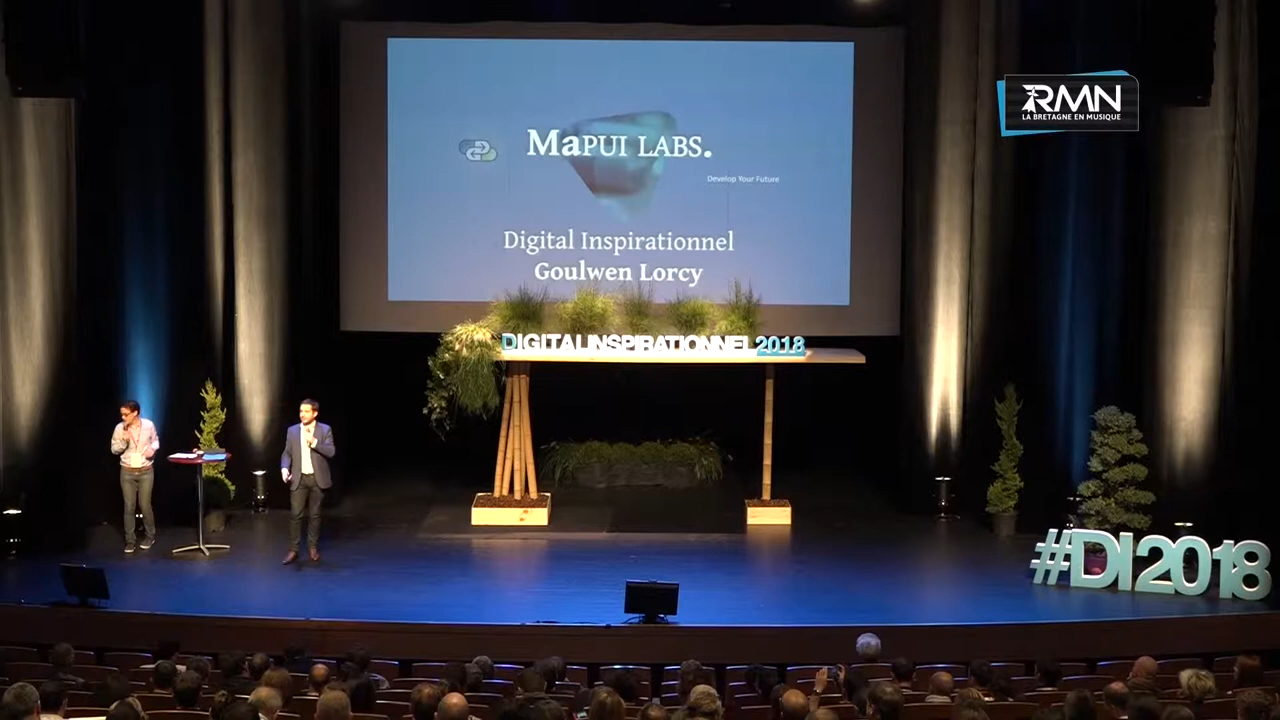 RMN
LA BRETAGNE EN MUSIQUE
MAPUI LABS.
Develop Your Future
Digital Inspirationnel
Goulwen Lorcy
DIGITALINSPIRATIONNEL2018
#DI2018